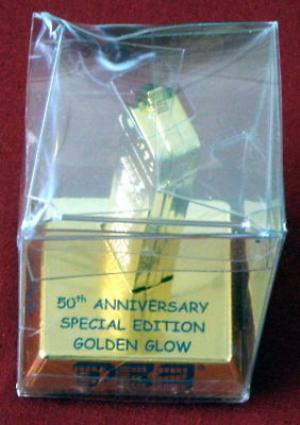 50th ANNIVERSARY
SPECIAL EDITION
GOLDEN GLOW